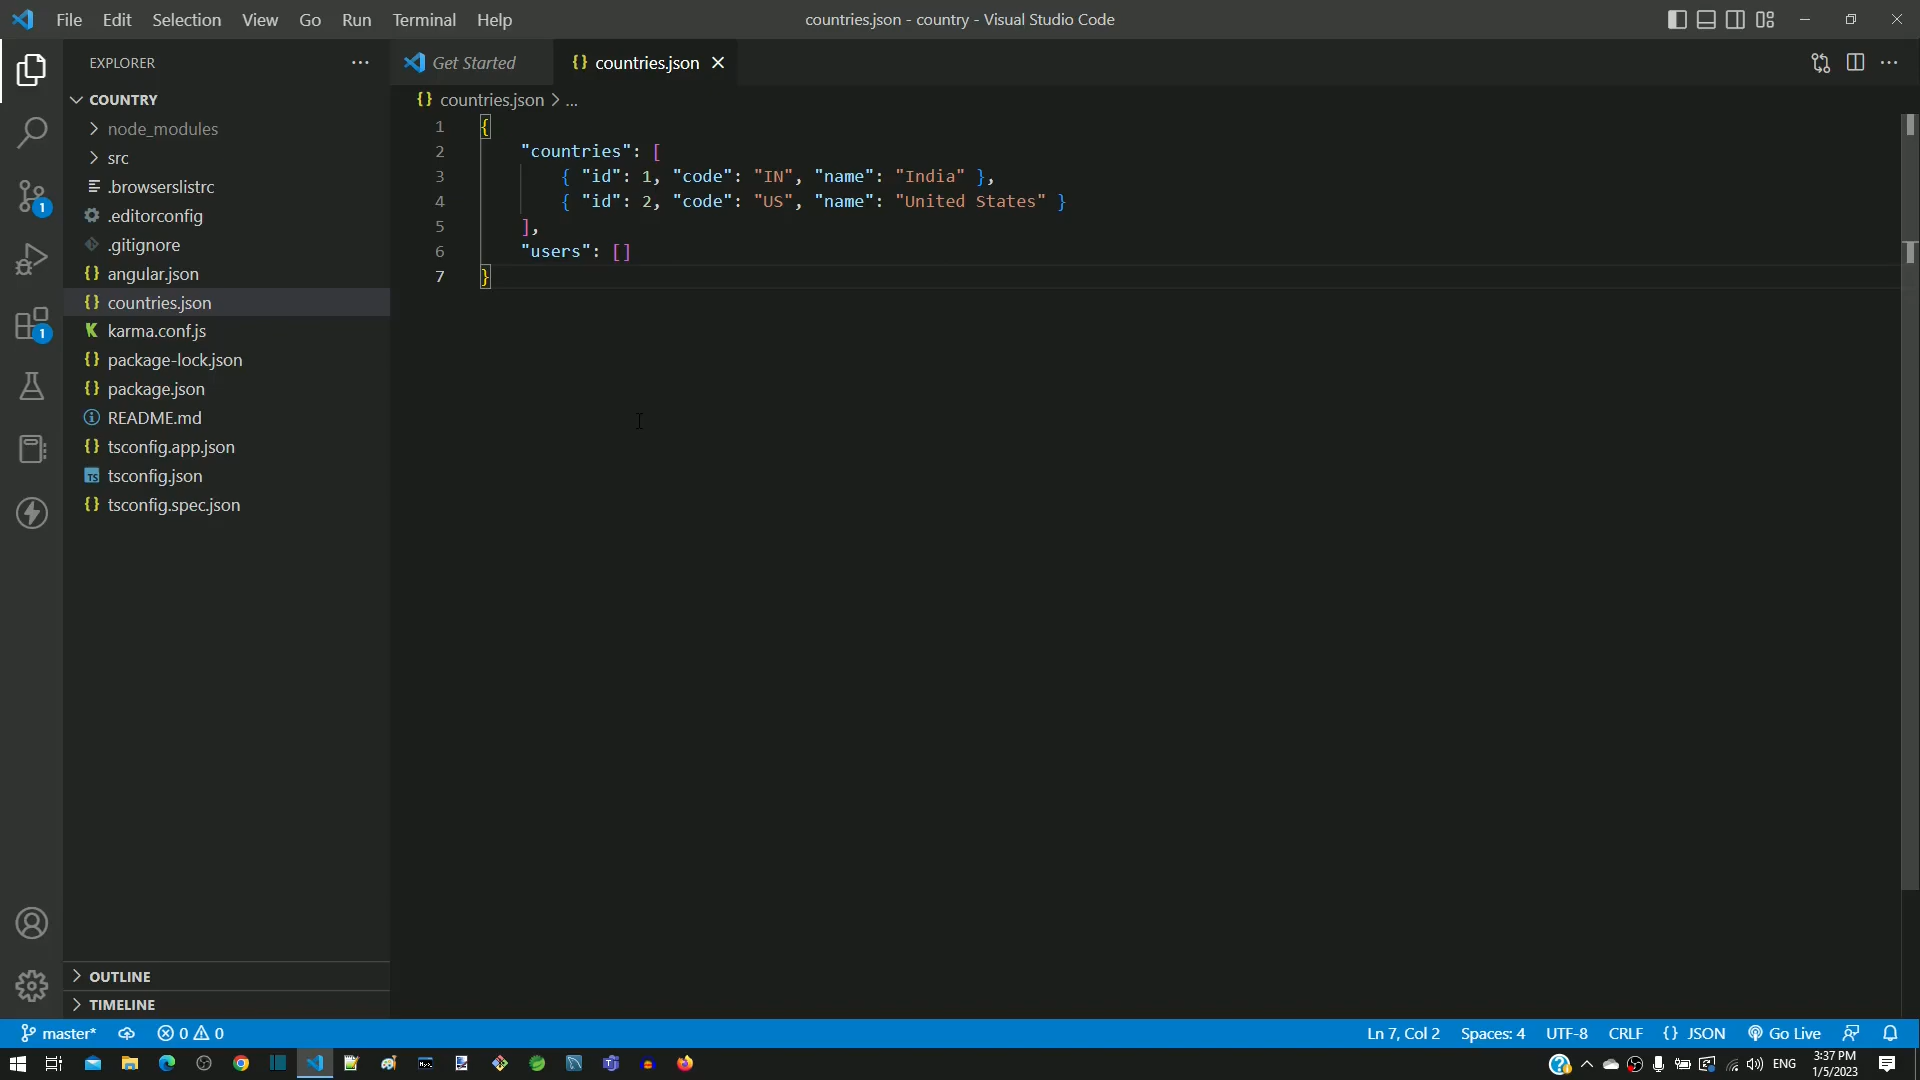 File Edit Selection View Go Run Terminal Help
countries.json - country - Visual Studio Code
EXPLORER
COUNTRY
node_modules
src
.browserslistrc
.editorconfig
.gitignore
{} angular.json
{} countries.json
K karma.conf.js
{} package-lock.json
{} package.json
README.md
{} tsconfig.app.json
TS tsconfig.json
{} tsconfig.spec.json
OUTLINE
TIMELINE
Get Started {} countries.json
{} countries.json > ...
1 {
2 "countries": [
3 { "id": 1, "code": "IN", "name": "India" },
4 { "id": 2, "code": "US", "name": "United States" }
5 ],
6 "users": []
7 }
1
1
master* 0 0
Ln 7, Col 2 Spaces: 4 UTF-8 CRLF {} JSON Go Live
ENG
3:37 PM
1/5/2023